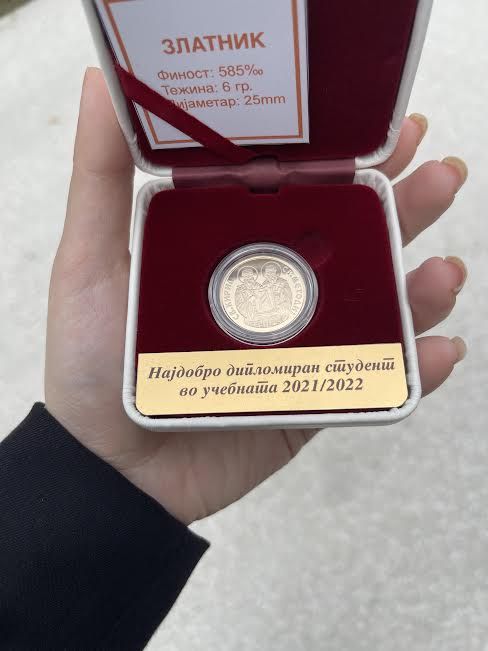 ЗЛАТНИК
Финост: 585‰
Тежина: 6 гр.
Дијаметар: 25mm
Најдобро дипломиран студент
во учебната 2021/2022